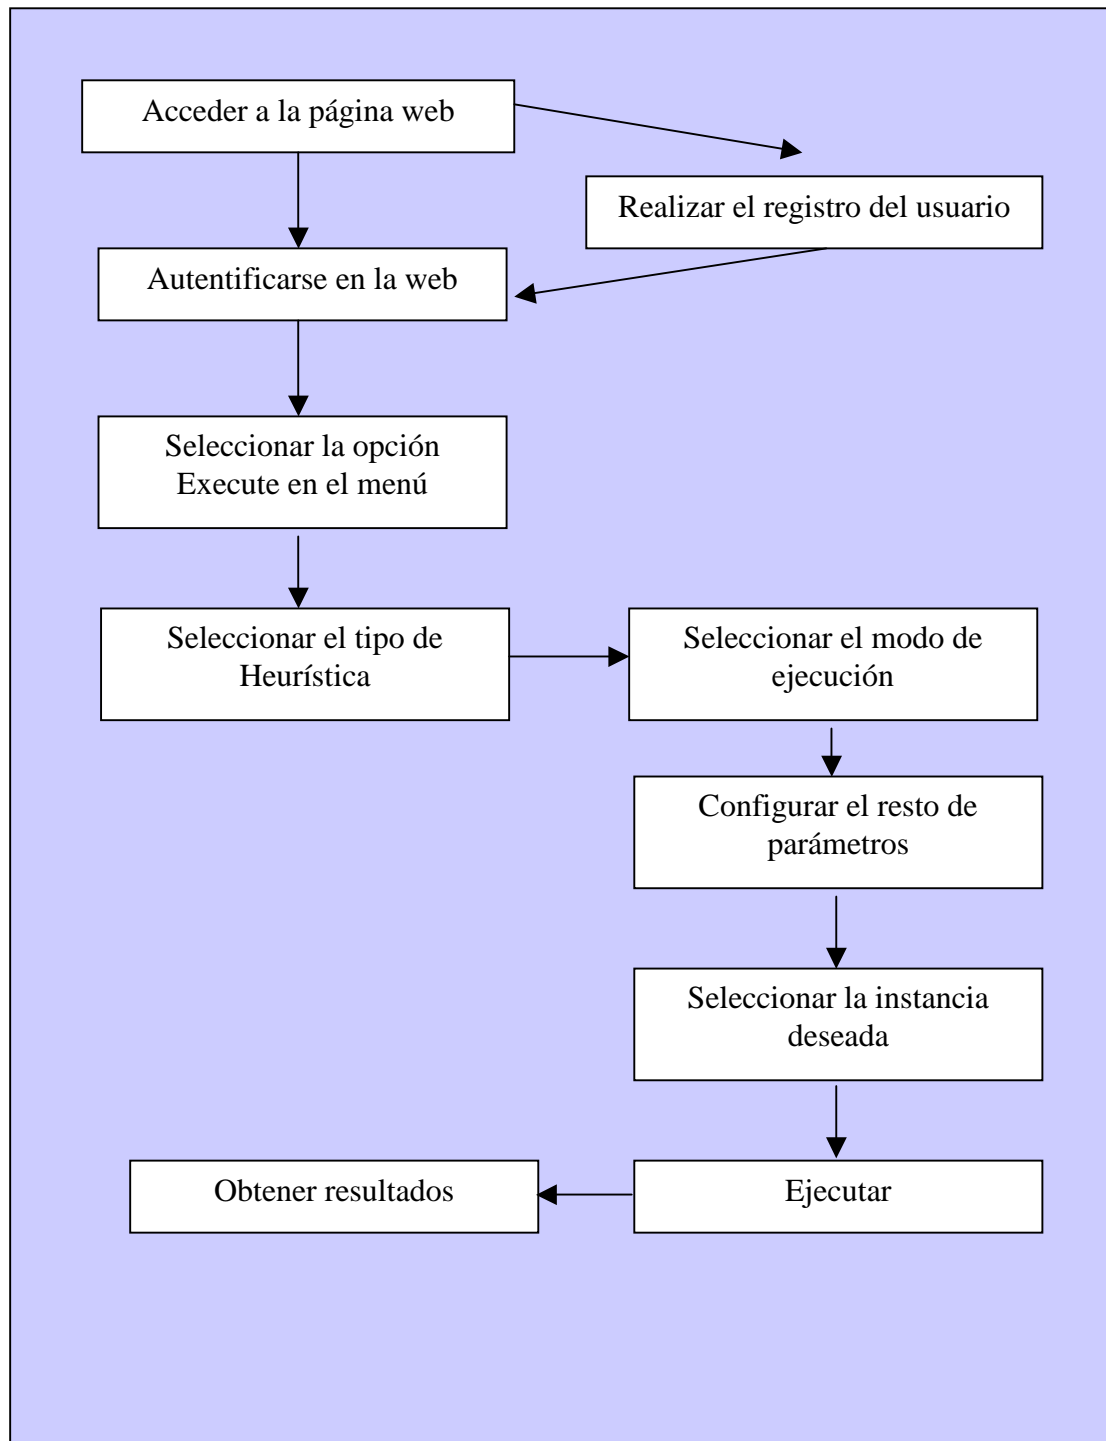 Acceder a la página web
Realizar el registro del usuario
Autentificarse en la web
Seleccionar la opción
Execute en el menú
Seleccionar el tipo de
Heurística
Seleccionar el modo de
ejecución
Configurar el resto de
parámetros
Seleccionar la instancia
deseada
Ejecutar
Obtener resultados